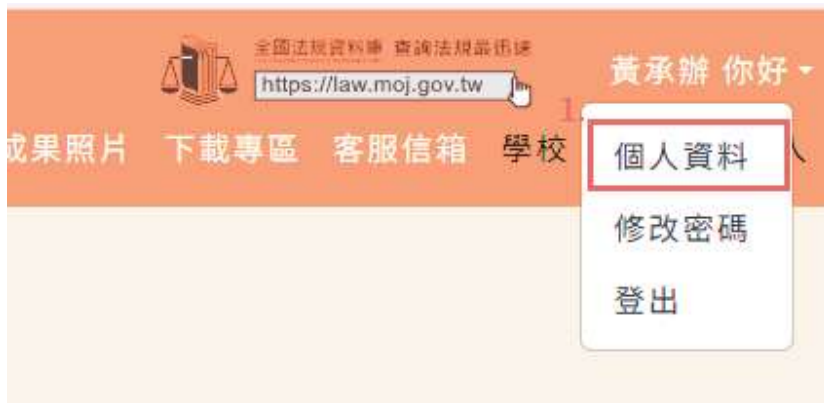 全國法規資料庫 查詢法規最迅速
https://law.moj.gov.tw
黃承辦 你好
1.
成果照片 下載專區 客服信箱 學校 人
個人資料
修改密碼
登出